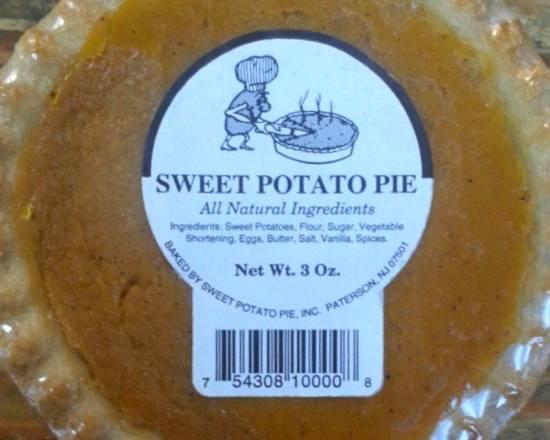 SWEET POTATO PIE
All Natural Ingredients
Ingredients: Sweet Potatoes, Flour, Sugar, Vegetable
Shortening, Eggs, Butter, Salt, Vanilla, Spices.
Net Wt. 3 Oz.
BAKED BY SWEET POTATO PIE, INC. PATERSON, NJ 07501
7 54308 10000 8